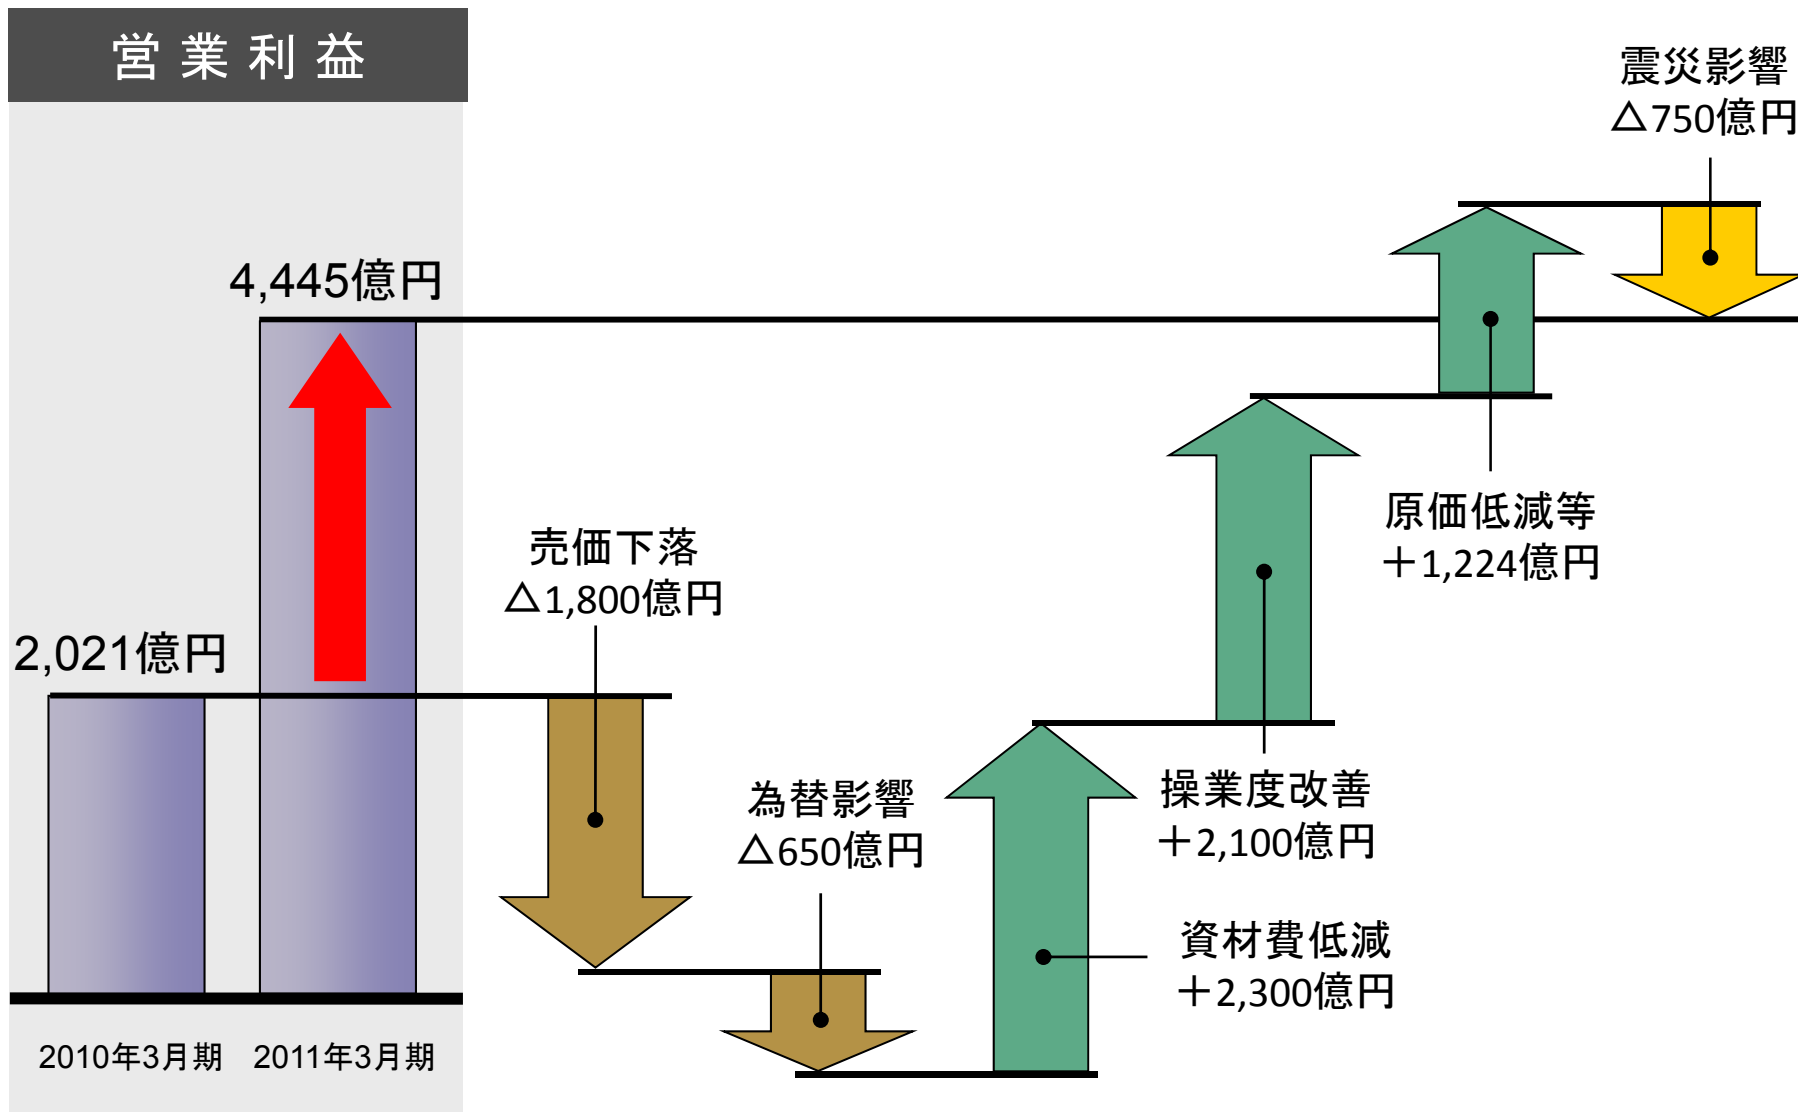 営業利益
震災影響
△750億円
4,445億円
原価低減等
＋1,224億円
売価下落
△1,800億円
2,021億円
操業度改善
＋2,100億円
為替影響
△650億円
資材費低減
＋2,300億円
2010年3月期
2011年3月期